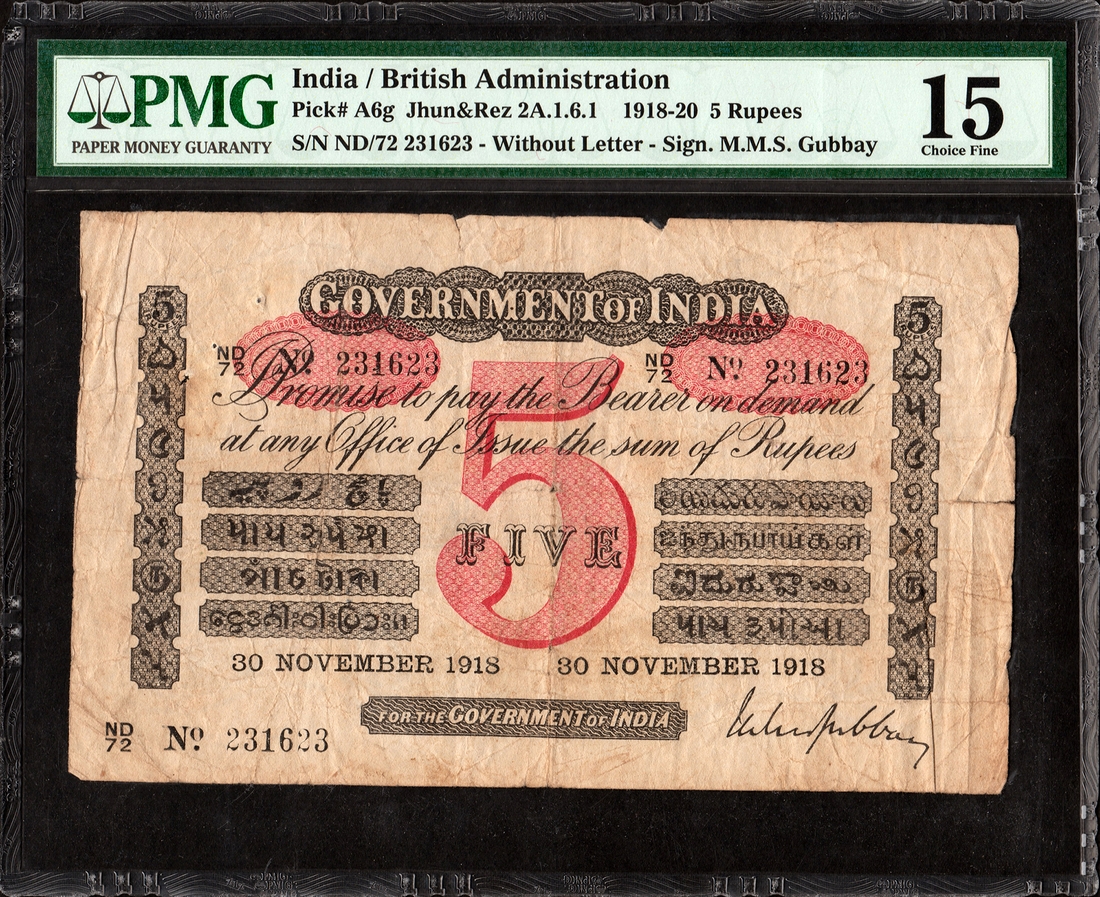 PMG
PAPER MONEY GUARANTY
India / British Administration
Pick# A6g Jhun&Rez 2A.1.6.1 1918-20 5 Rupees
S/N ND/72 231623 - Without Letter - Sign. M.M.S. Gubbay
15
Choice Fine
GOVERNMENT OF INDIA
ND/72 Nº 231623 ND/72 Nº 231623
I Promise to pay the Bearer on demand
at any Office of Issue the sum of Rupees
5
FIVE
पांच रुपैया
ஐந்து ரூபாய்கள்
પાંચ રૂપીઆ
30 NOVEMBER 1918 30 NOVEMBER 1918
FOR THE GOVERNMENT OF INDIA
ND/72 Nº 231623